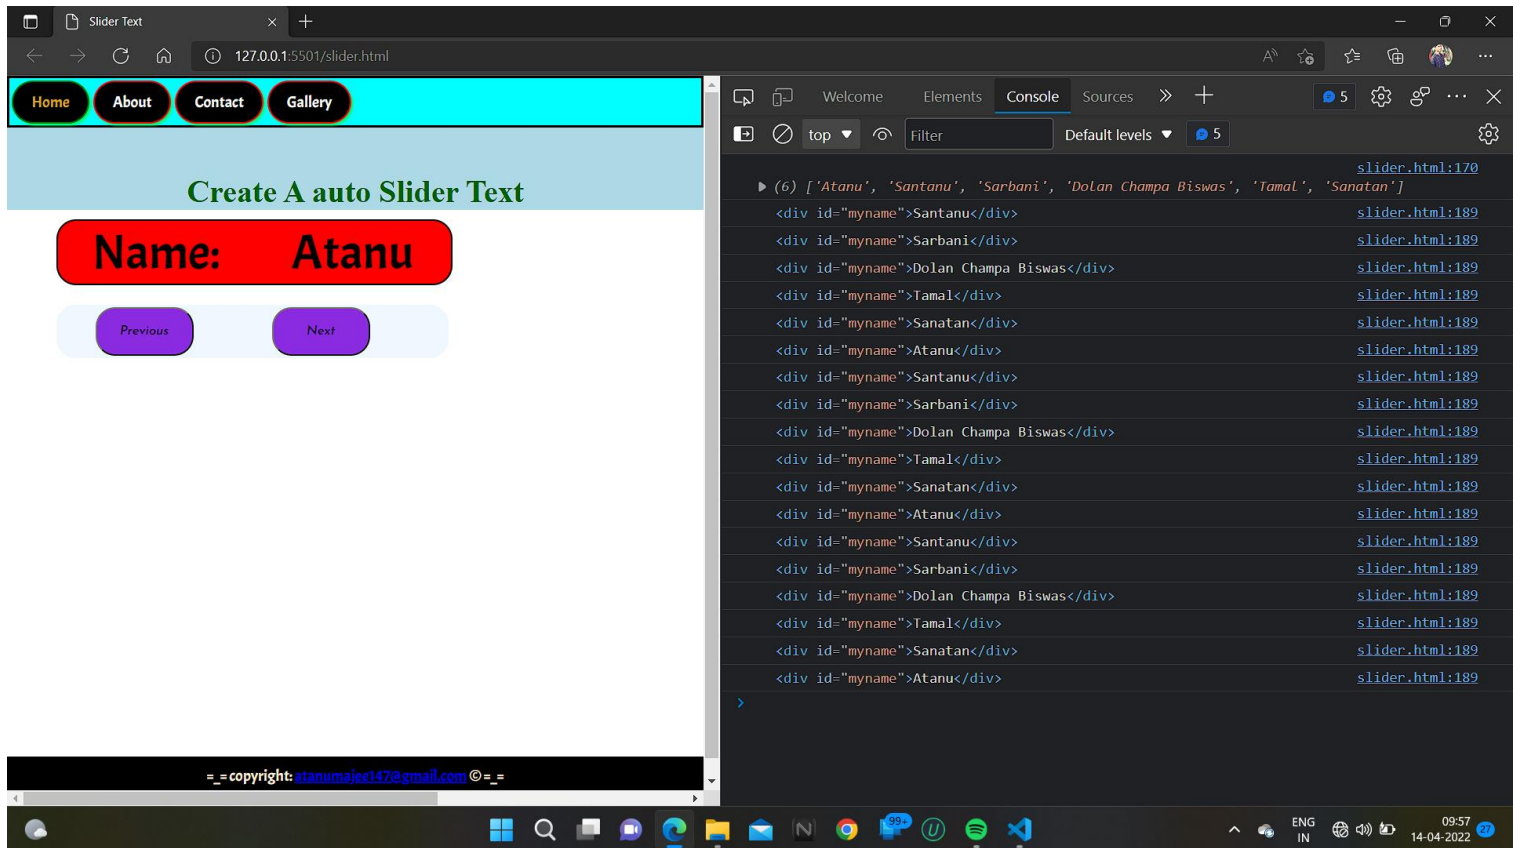 Slider Text
127.0.0.1:5501/slider.html
Home About Contact Gallery
Create A auto Slider Text
Name: Atanu
Previous Next
=_= copyright: atanumajee147@gmail.com © =_=
Welcome Elements Console Sources 5
top Filter Default levels 5
slider.html:170
(6) ['Atanu', 'Santanu', 'Sarbani', 'Dolan Champa Biswas', 'Tamal', 'Sanatan']
<div id="myname">Santanu</div> slider.html:189
<div id="myname">Sarbani</div> slider.html:189
<div id="myname">Dolan Champa Biswas</div> slider.html:189
<div id="myname">Tamal</div> slider.html:189
<div id="myname">Sanatan</div> slider.html:189
<div id="myname">Atanu</div> slider.html:189
<div id="myname">Santanu</div> slider.html:189
<div id="myname">Sarbani</div> slider.html:189
<div id="myname">Dolan Champa Biswas</div> slider.html:189
<div id="myname">Tamal</div> slider.html:189
<div id="myname">Sanatan</div> slider.html:189
<div id="myname">Atanu</div> slider.html:189
<div id="myname">Santanu</div> slider.html:189
<div id="myname">Sarbani</div> slider.html:189
<div id="myname">Dolan Champa Biswas</div> slider.html:189
<div id="myname">Tamal</div> slider.html:189
<div id="myname">Sanatan</div> slider.html:189
<div id="myname">Atanu</div> slider.html:189
99+
ENG 09:57
IN 14-04-2022 27